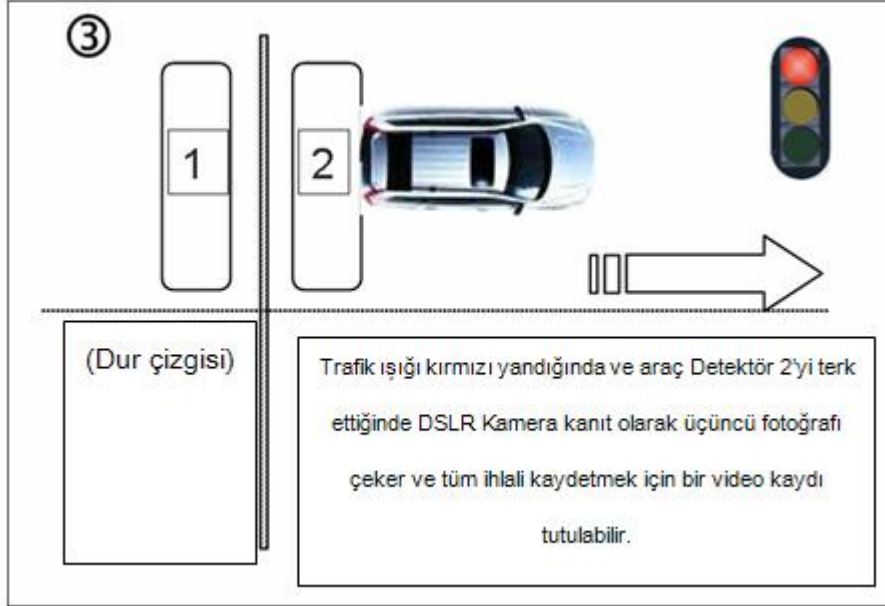 ③
1
2
(Dur çizgisi)
Trafik ışığı kırmızı yandığında ve araç Detektör 2'yi terk
ettiğinde DSLR Kamera kanıt olarak üçüncü fotoğrafı
çeker ve tüm ihlali kaydetmek için bir video kaydı
tutulabilir.